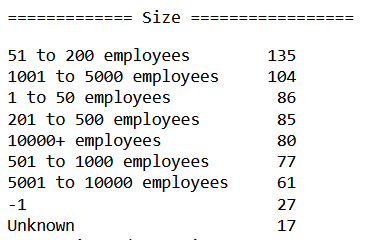 ============= Size =================
51 to 200 employees 135
1001 to 5000 employees 104
1 to 50 employees 86
201 to 500 employees 85
10000+ employees 80
501 to 1000 employees 77
5001 to 10000 employees 61
-1 27
Unknown 17